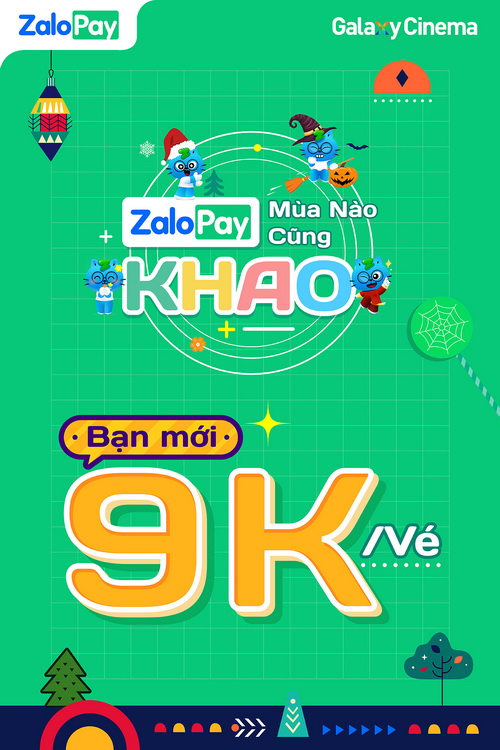 ZaloPay
Galaxy Cinema
ZaloPay
Mùa Nào
Cũng
KHAO
Bạn mới
9K
/Vé